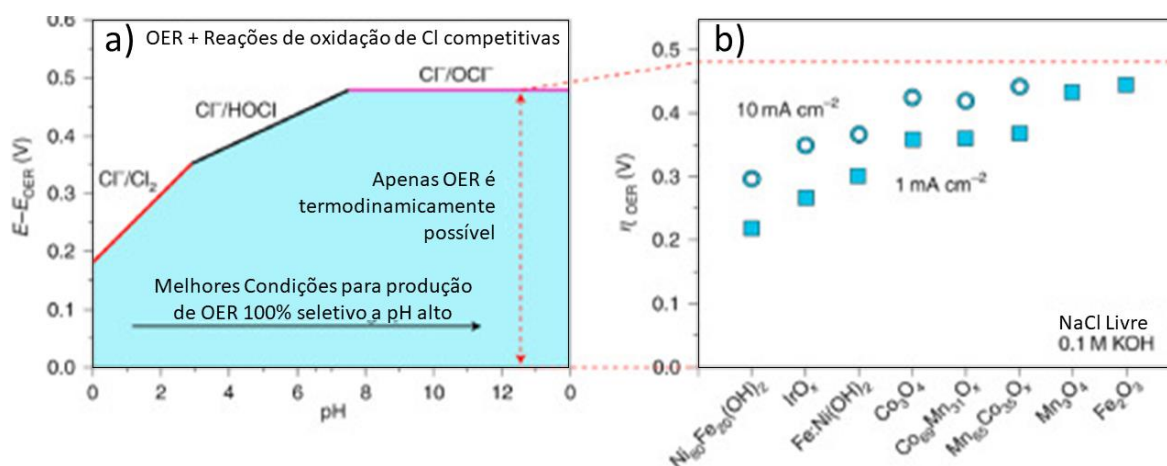 a)
OER + Reações de oxidação de Cl competitivas
Cl⁻/OCl⁻
Cl⁻/HOCl
Cl⁻/Cl₂
Apenas OER é
termodinamicamente
possível
Melhores Condições para produção
de OER 100% seletivo a pH alto
E–E_OER (V)
0.6
0.5
0.4
0.3
0.2
0.1
0.0
0 2 4 6 8 10 12 0
pH
b)
10 mA cm⁻²
1 mA cm⁻²
NaCl Livre
0.1 M KOH
η OER (V)
0.5
0.4
0.3
0.2
0.1
0.0
Ni₈₀Fe₂₀(OH)₂
IrOₓ
Fe:Ni(OH)₂
Co₃O₄
Co₆₉Mn₃₁Oₓ
Mn₆₅Co₃₅Oₓ
Mn₃O₄
Fe₂O₃